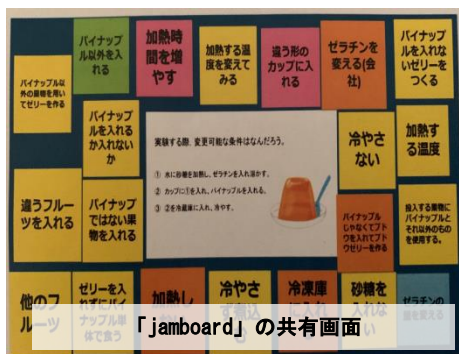 パイナップ
ル以外を入
れる
加熱時
間を増
やす
加熱する温
度を変えて
みる
違う形の
カップに入
れる
ゼラチンを
変える(会
社)
パイナップ
ルを入れな
いゼリーを
つくる
パイナップル以
外の果物を用い
てゼリーを作る
パイナップ
ルを入れる
か入れない
か
実験する際、変更可能な条件はなんだろう。
① 水に砂糖を加熱し、ゼラチンを入れ溶かす。
② カップに①を入れ、パイナップルを入れる。
③ ②を冷蔵庫に入れ、冷やす。
冷やさ
ない
加熱す
る温度
違うフルー
ツを入れる
パイナップル
ではない果
物を入れる
パイナップル
じゃなくてブド
ウを入れてブド
ウゼリーを作る
投入する果物に
パイナップルと
それ以外のもの
を使用する。
他のフ
ルーツ
ゼリーを入
れずにパイ
ナップル単
体で食う
加熱し
冷やさ
ず
冷凍庫
に入れ
砂糖を
入れな
い
ゼラチンの
「jamboard」の共有画面